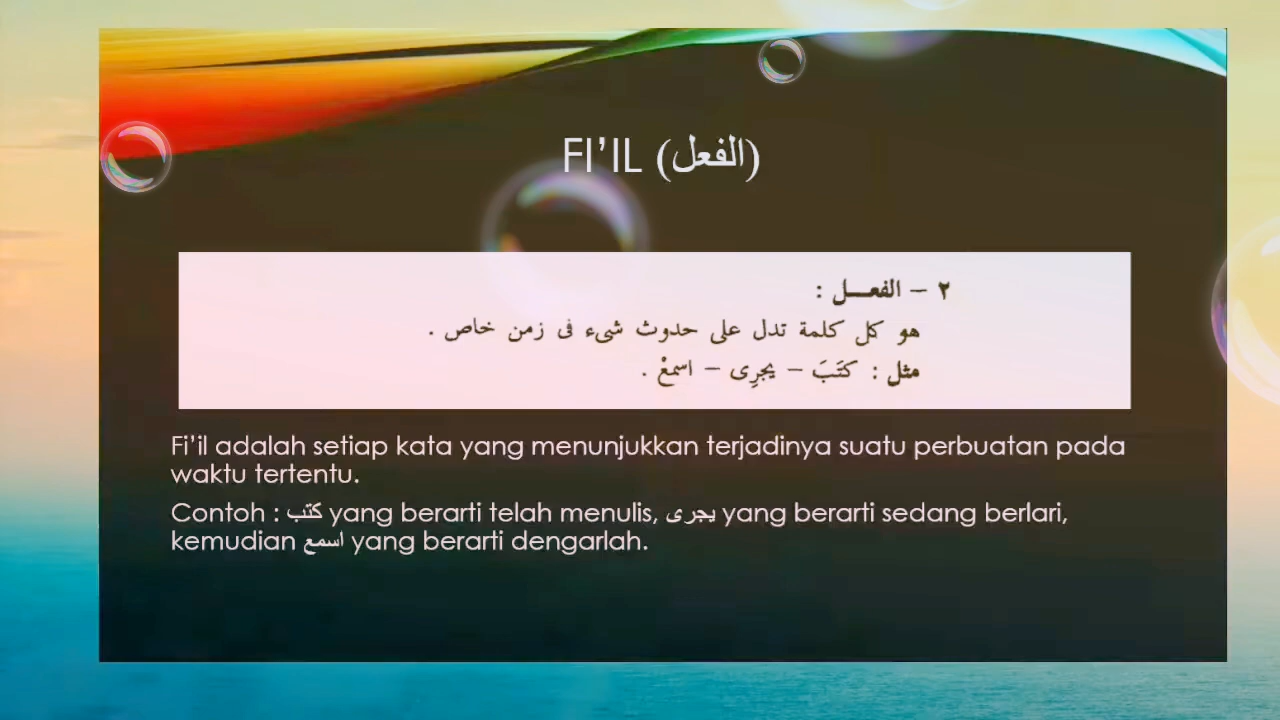 FI’IL (الفعل)
٢ – الفعـــل :
هو كل كلمة تدل على حدوث شىء فى زمن خاص .
مثل : كتَبَ – يجرِى – اسمعْ .
Fi’il adalah setiap kata yang menunjukkan terjadinya suatu perbuatan pada
waktu tertentu.
Contoh : كتب yang berarti telah menulis, يجرى yang berarti sedang berlari,
kemudian اسمع yang berarti dengarlah.